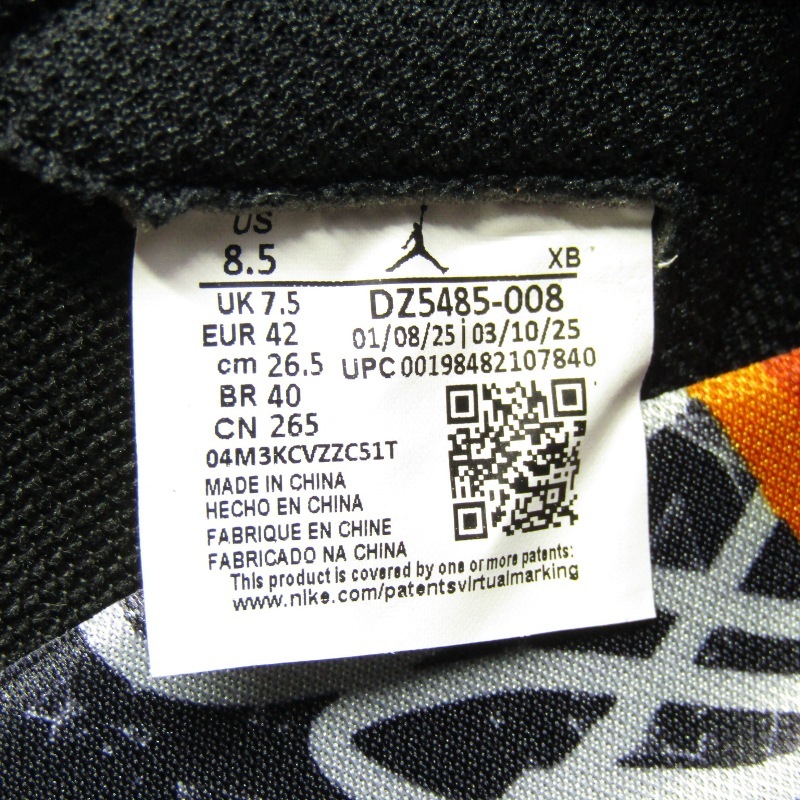 US
8.5 XB
UK 7.5 DZ5485-008
EUR 42 01/08/25|03/10/25
cm 26.5 UPC 00198482107840
BR 40
CN 265
04M3KCVZZC51T
MADE IN CHINA
HECHO EN CHINA
FABRIQUE EN CHINE
FABRICADO NA CHINA
This product is covered by one or more patents:
www.nike.com/patentsvirtualmarking